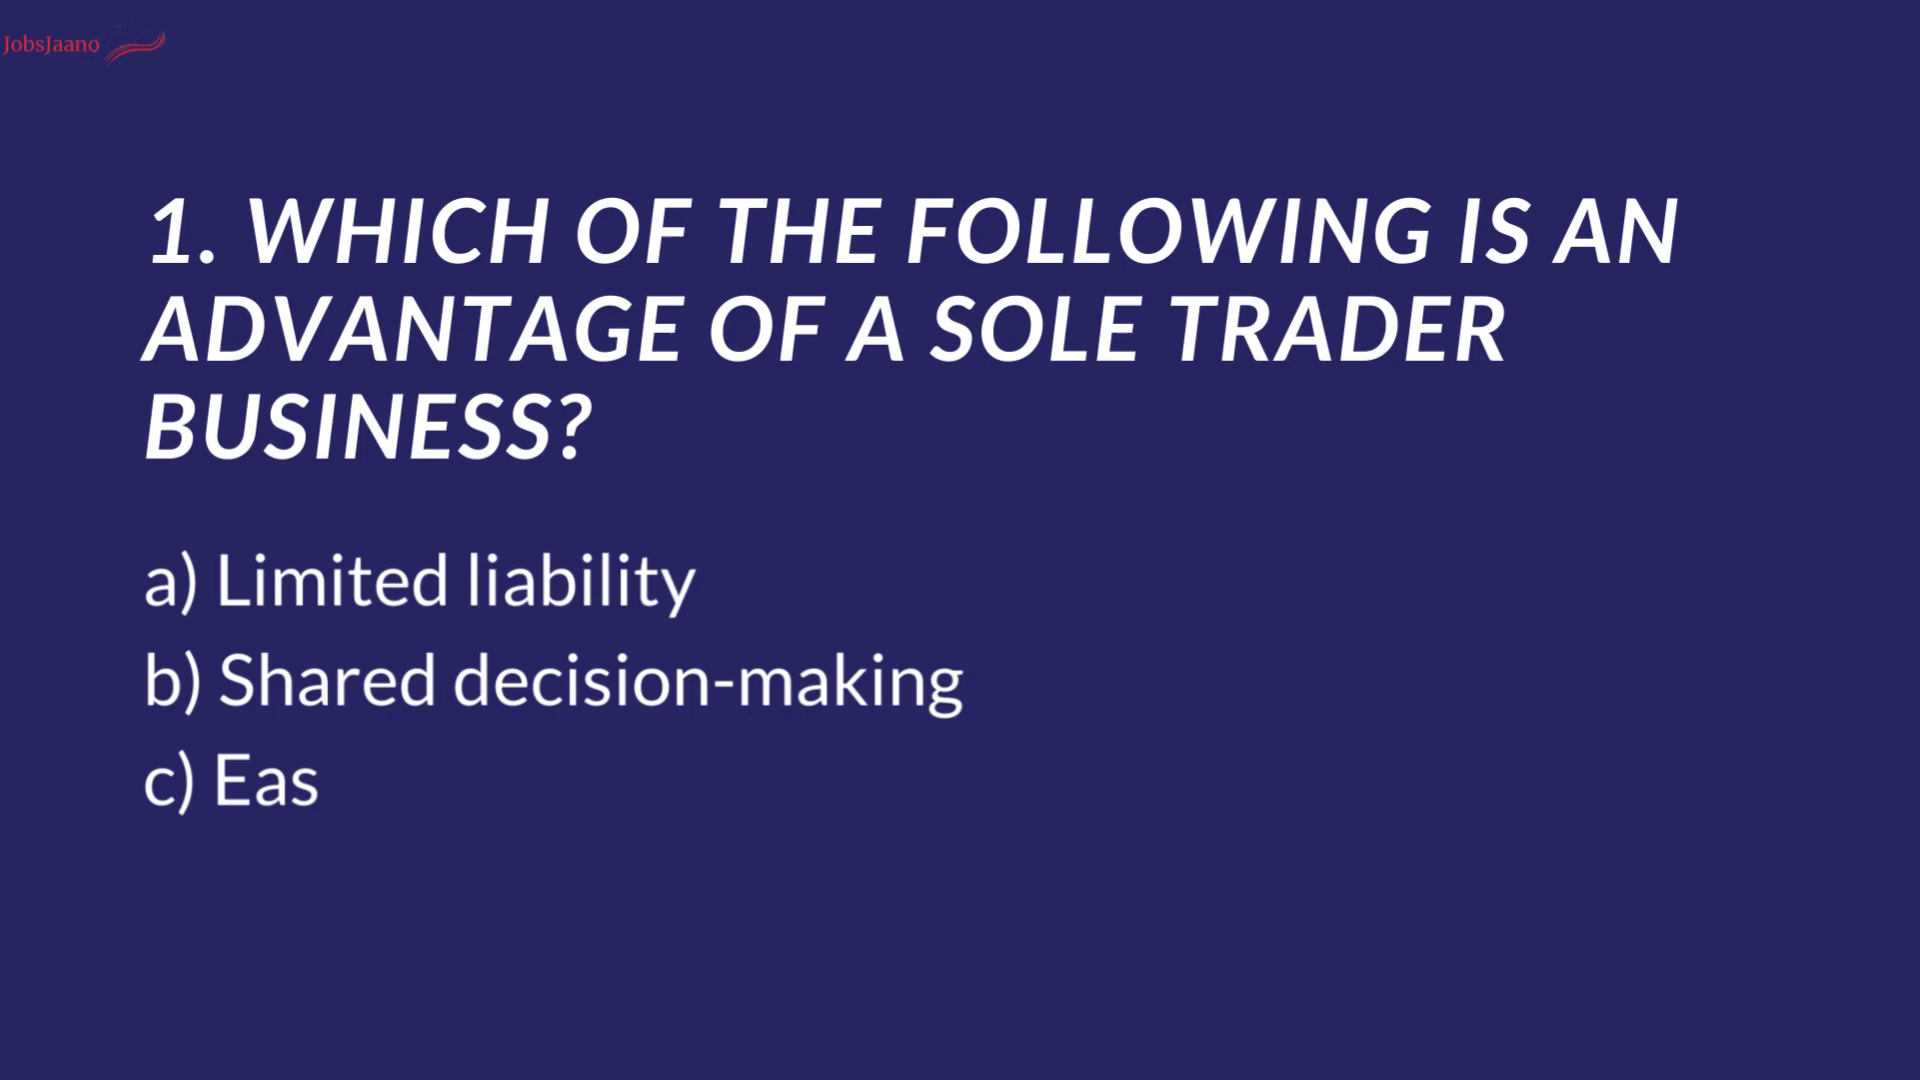 JobsJaano
1. WHICH OF THE FOLLOWING IS AN
ADVANTAGE OF A SOLE TRADER
BUSINESS?
a) Limited liability
b) Shared decision-making
c) Eas